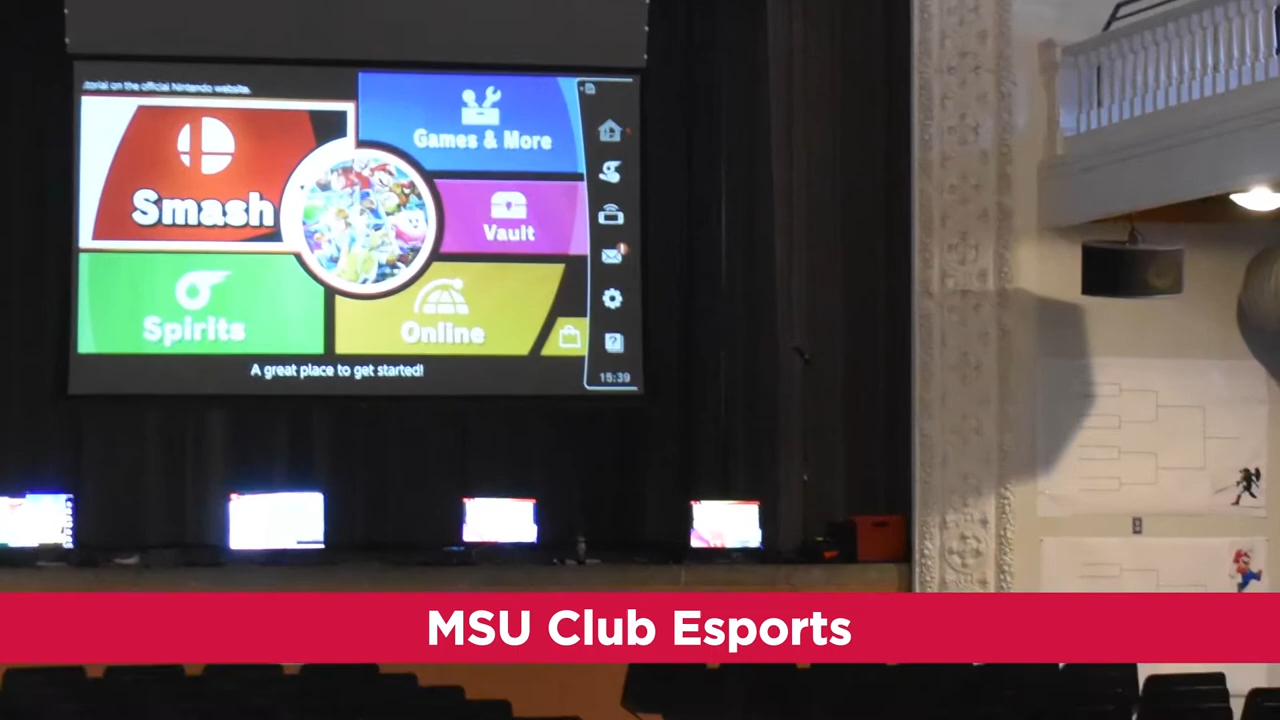 torial on the official Nintendo website.
Games & More
Smash
Vault
Spirits
Online
A great place to get started!
15:39
MSU Club Esports